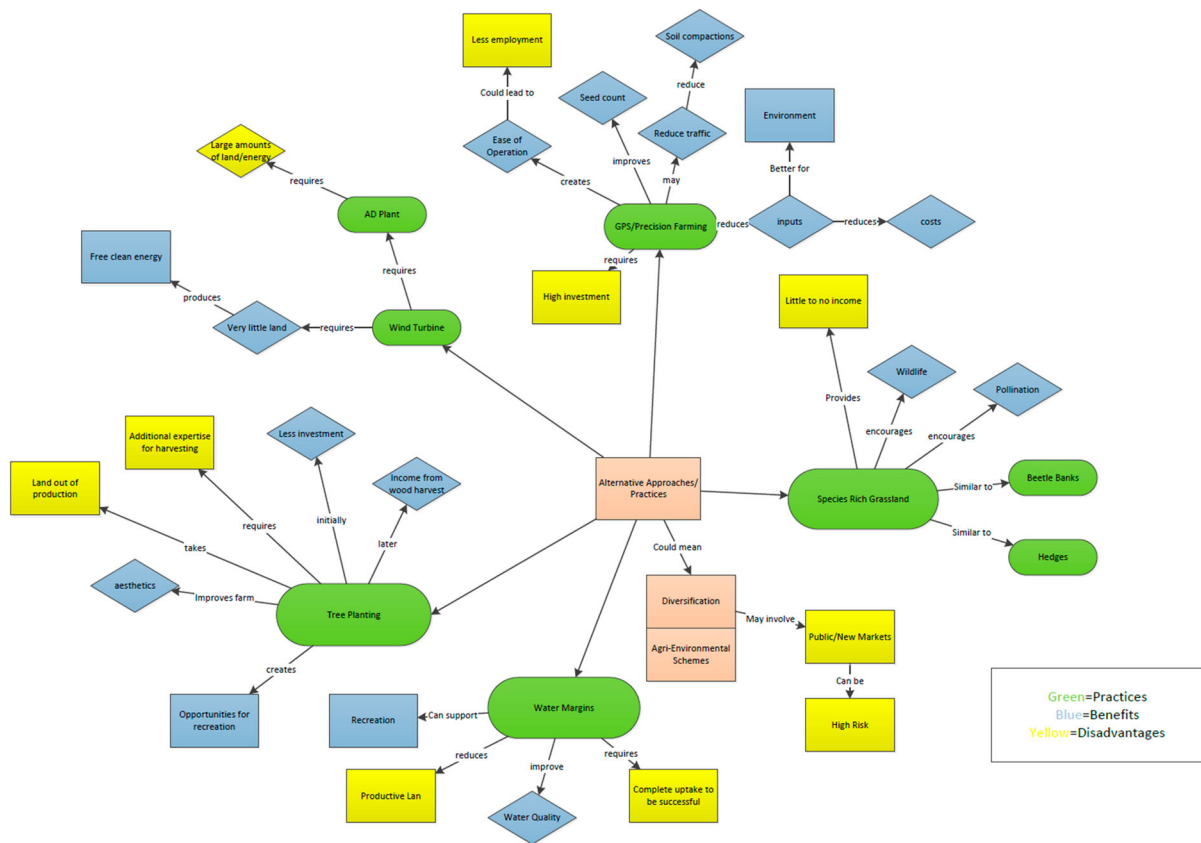 Less employment
Soil compactions
Could lead to
reduce
Seed count
Environment
Large amounts
of land/energy
Ease of
Operation
Reduce traffic
improves
Better for
requires
creates
may
AD Plant
GPS/Precision Farming
reduces
inputs
reduces
costs
Free clean energy
requires
requires
High investment
produces
Little to no income
Very little land
requires
Wind Turbine
Wildlife
Pollination
Provides
Additional expertise
for harvesting
Less investment
encourages
encourages
Land out of
production
Income from
wood harvest
Alternative Approaches/
Practices
Species Rich Grassland
Similar to
Beetle Banks
requires
initially
later
Similar to
Hedges
takes
Could mean
aesthetics
Improves farm
Tree Planting
Diversification
May involve
Public/New Markets
Agri-Environmental
Schemes
creates
Can be
Opportunities for
recreation
Recreation
Can support
Water Margins
High Risk
reduces
improve
requires
Productive Lan
Water Quality
Complete uptake to
be successful
Green=Practices
Blue=Benefits
Yellow=Disadvantages